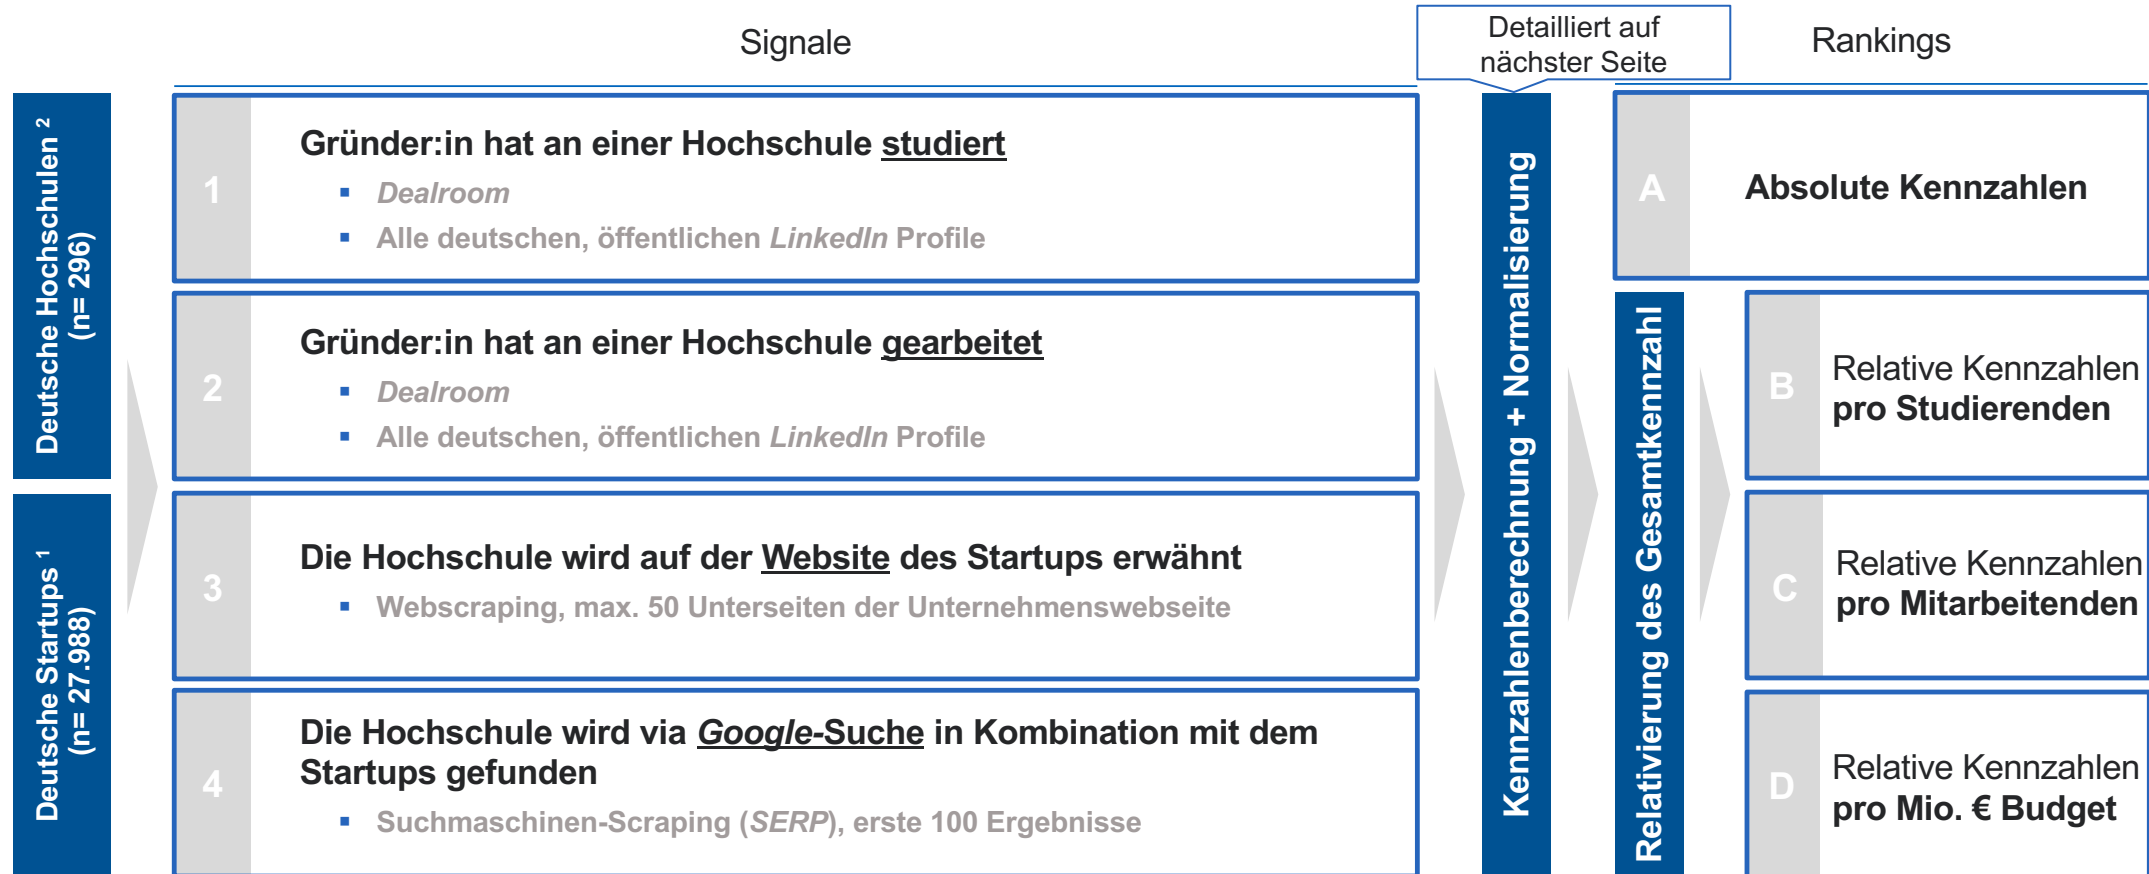 Signale
Detailliert auf
nächster Seite
Rankings
Deutsche Hochschulen ²
(n= 296)
Deutsche Startups ¹
(n= 27.988)
1
Gründer:in hat an einer Hochschule studiert
▪ Dealroom
▪ Alle deutschen, öffentlichen LinkedIn Profile
2
Gründer:in hat an einer Hochschule gearbeitet
▪ Dealroom
▪ Alle deutschen, öffentlichen LinkedIn Profile
3
Die Hochschule wird auf der Website des Startups erwähnt
▪ Webscraping, max. 50 Unterseiten der Unternehmenswebseite
4
Die Hochschule wird via Google-Suche in Kombination mit dem
Startups gefunden
▪ Suchmaschinen-Scraping (SERP), erste 100 Ergebnisse
Kennzahlenberechnung + Normalisierung
Relativierung des Gesamtkennzahl
A
Absolute Kennzahlen
B
Relative Kennzahlen
pro Studierenden
C
Relative Kennzahlen
pro Mitarbeitenden
D
Relative Kennzahlen
pro Mio. € Budget